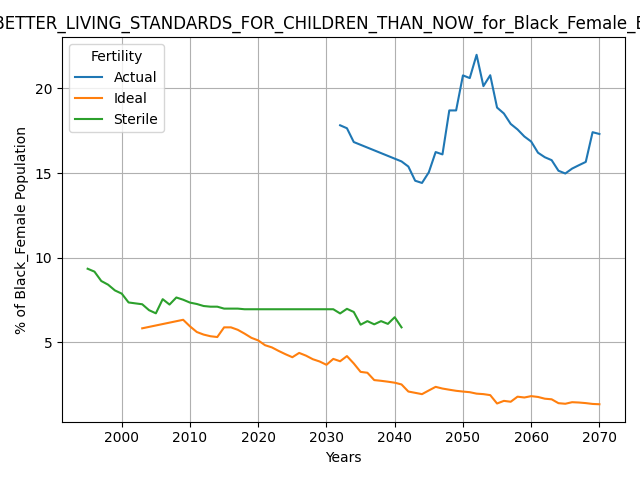 BETTER_LIVING_STANDARDS_FOR_CHILDREN_THAN_NOW_for_Black_Female_
Fertility
Actual
Ideal
Sterile
20
15
10
5
% of Black_Female Population
2000 2010 2020 2030 2040 2050 2060 2070
Years